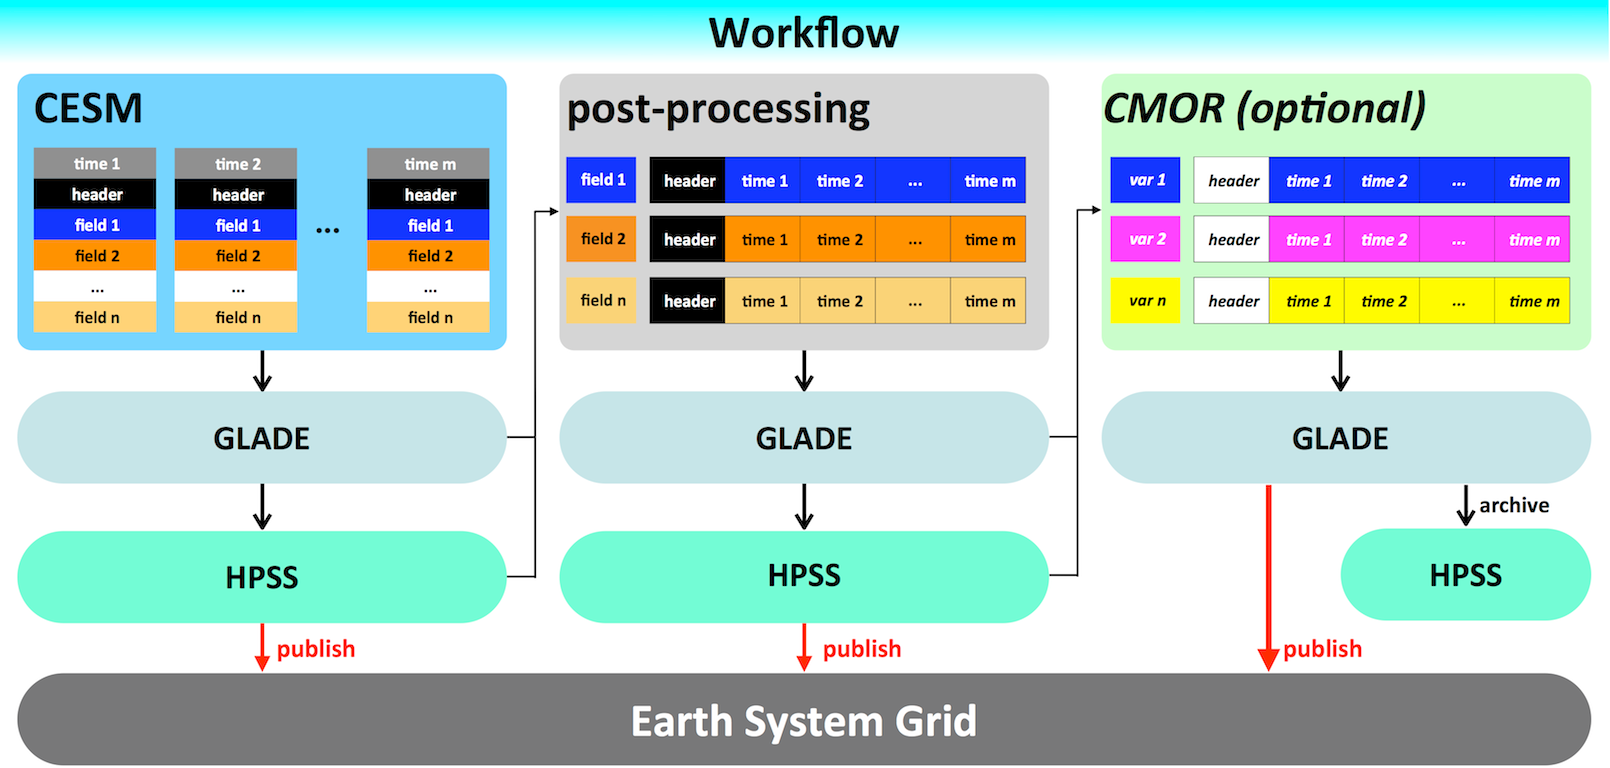 Workflow
CESM
time 1
header
field 1
field 2
...
field n
time 2
header
field 1
field 2
...
field n
...
time m
header
field 1
field 2
...
field n
post-processing
field 1 header time 1 time 2 ... time m
field 2 header time 1 time 2 ... time m
field n header time 1 time 2 ... time m
CMOR (optional)
var 1 header time 1 time 2 ... time m
var 2 header time 1 time 2 ... time m
var n header time 1 time 2 ... time m
GLADE
GLADE
GLADE
archive
HPSS
HPSS
HPSS
publish
publish
publish
Earth System Grid